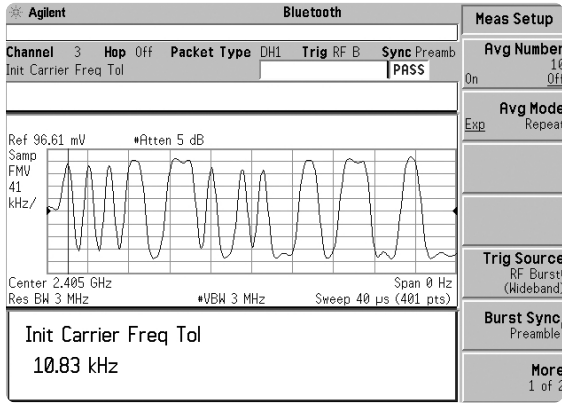 Agilent Bluetooth Meas Setup
Channel 3 Hop Off Packet Type DH1 Trig RF B Sync Preamb
Init Carrier Freq Tol PASS
Avg Number
10
On Off
Avg Mode
Exp Repeat
Ref 96.61 mV #Atten 5 dB
Samp
FMV
41
kHz/
Center 2.405 GHz Span 0 Hz
Res BW 3 MHz #VBW 3 MHz Sweep 40 µs (401 pts)
Trig Source
RF Burst
(Wideband)
Burst Sync
Preamble
Init Carrier Freq Tol
10.83 kHz
More
1 of 2